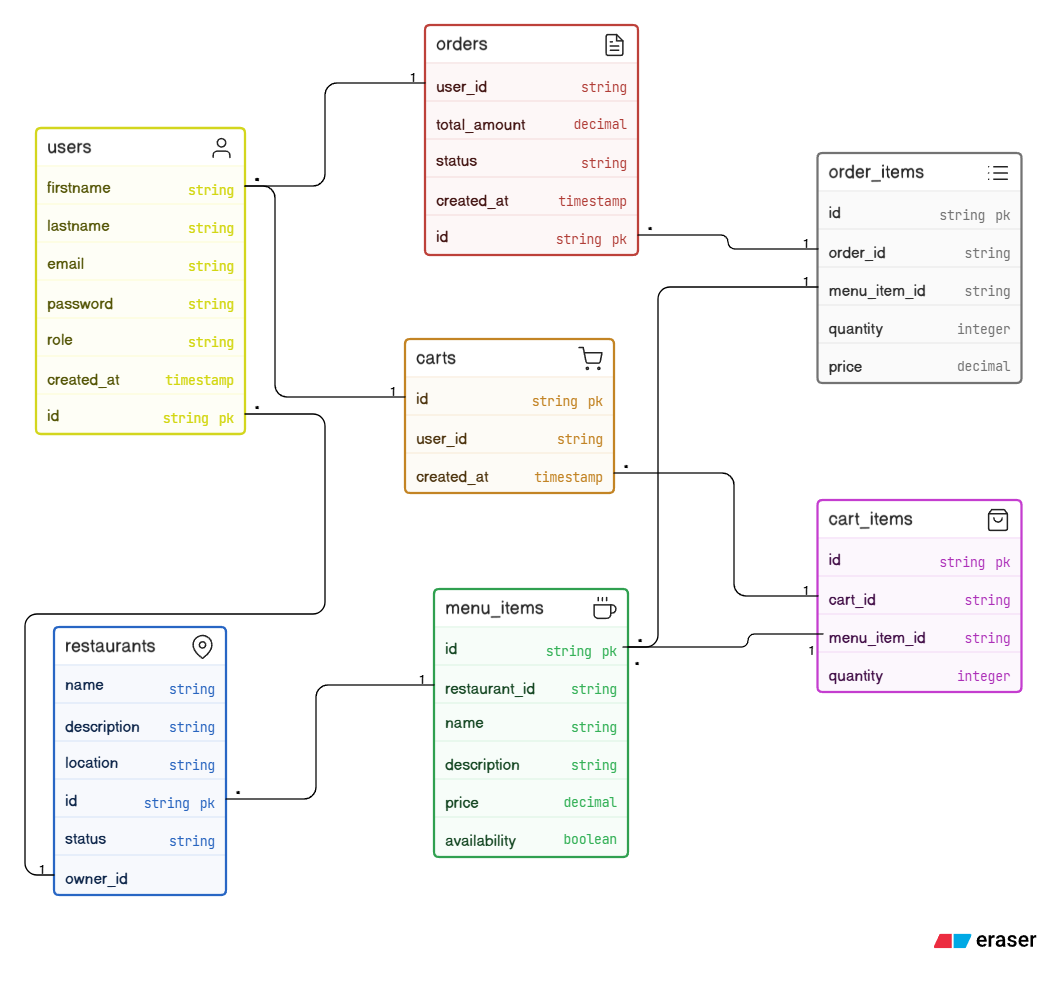 orders
user_id string
total_amount decimal
status string
created_at timestamp
id string pk
1
users
firstname string
lastname string
email string
password string
role string
created_at timestamp
id string pk
order_items
id string pk
order_id string
menu_item_id string
quantity integer
price decimal
1
1
carts
id string pk
user_id string
created_at timestamp
1
cart_items
id string pk
cart_id string
menu_item_id string
quantity integer
1
1
menu_items
id string pk
restaurant_id string
name string
description string
price decimal
availability boolean
1
restaurants
name string
description string
location string
id string pk
status string
owner_id
1
eraser